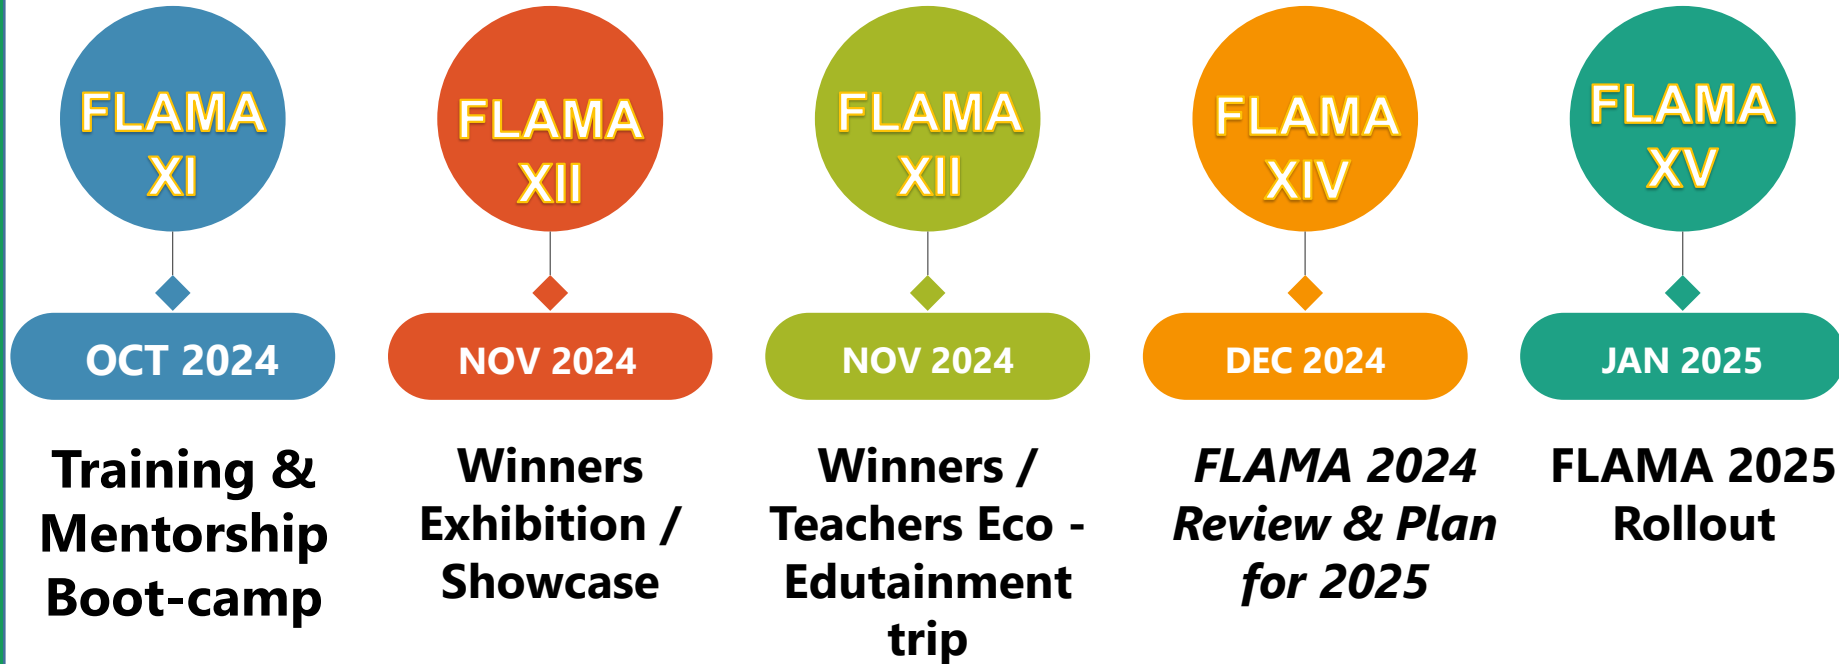 FLAMA
XI
OCT 2024
Training &
Mentorship
Boot-camp
FLAMA
XII
NOV 2024
Winners
Exhibition /
Showcase
FLAMA
XII
NOV 2024
Winners /
Teachers Eco -
Edutainment
trip
FLAMA
XIV
DEC 2024
FLAMA 2024
Review & Plan
for 2025
FLAMA
XV
JAN 2025
FLAMA 2025
Rollout